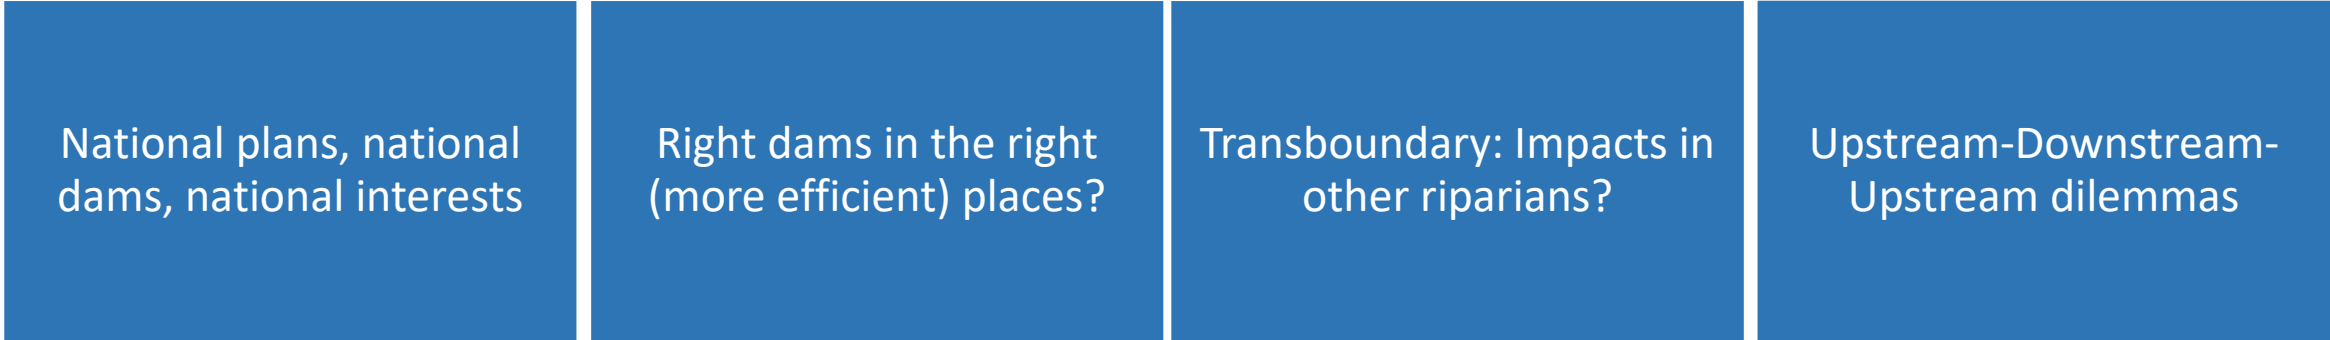 National plans, national
dams, national interests
Right dams in the right
(more efficient) places?
Transboundary: Impacts in
other riparians?
Upstream-Downstream-
Upstream dilemmas